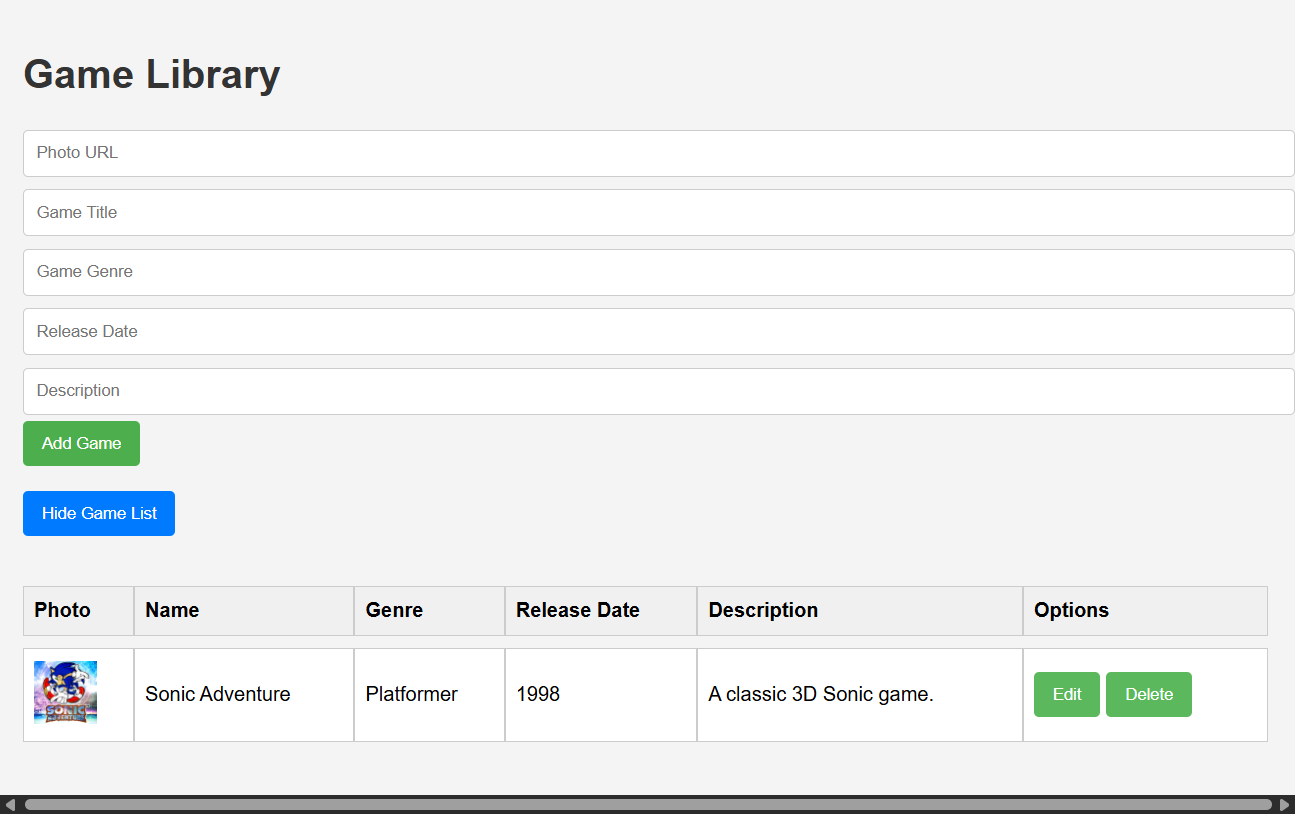 Game Library
Photo URL
Game Title
Game Genre
Release Date
Description
Add Game
Hide Game List
Photo Name Genre Release Date Description Options
SONIC
ADVENTURE
Sonic Adventure Platformer 1998 A classic 3D Sonic game. Edit Delete